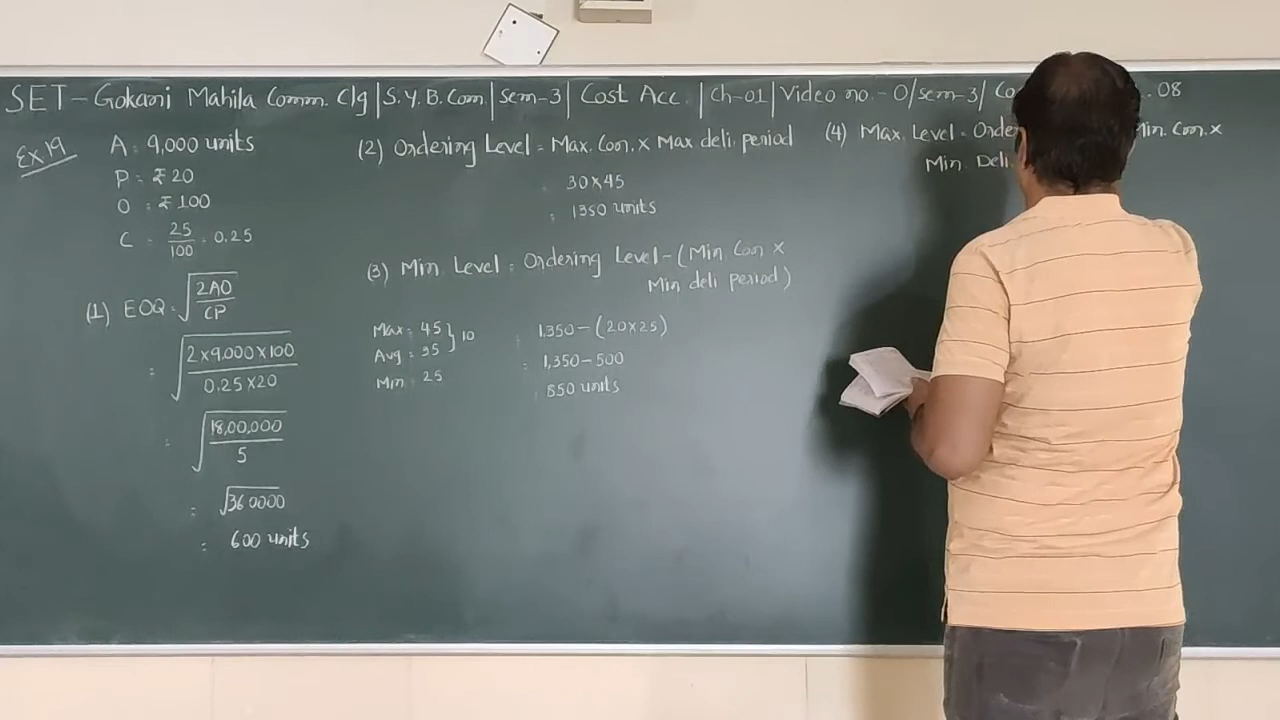 SET - Gokani Mahila Comm. Clg | S.Y.B.Com | Sem-3 | Cost Acc. | Ch-01 | Video no. - 01/sem-3/ Co 08
Ex 19
A = 9,000 units
P = ₹ 20
O = ₹ 100
C = 25/100 = 0.25
(1) EOQ = √(2AO/CP)
= √(2 x 9,000 x 100/0.25 x 20)
= √(18,00,000/5)
= √360000
= 600 units
(2) Ordering Level = Max. Con. x Max deli. period
= 30 x 45
= 1350 units
(3) Min Level = Ordering Level - (Min Con x
Min deli period)
Max = 45
Avg = 35 } 10
Min = 25
= 1,350 - (20 x 25)
= 1,350 - 500
= 850 units
(4) Max. Level = Orde Min. Con. x
Min. Deli.